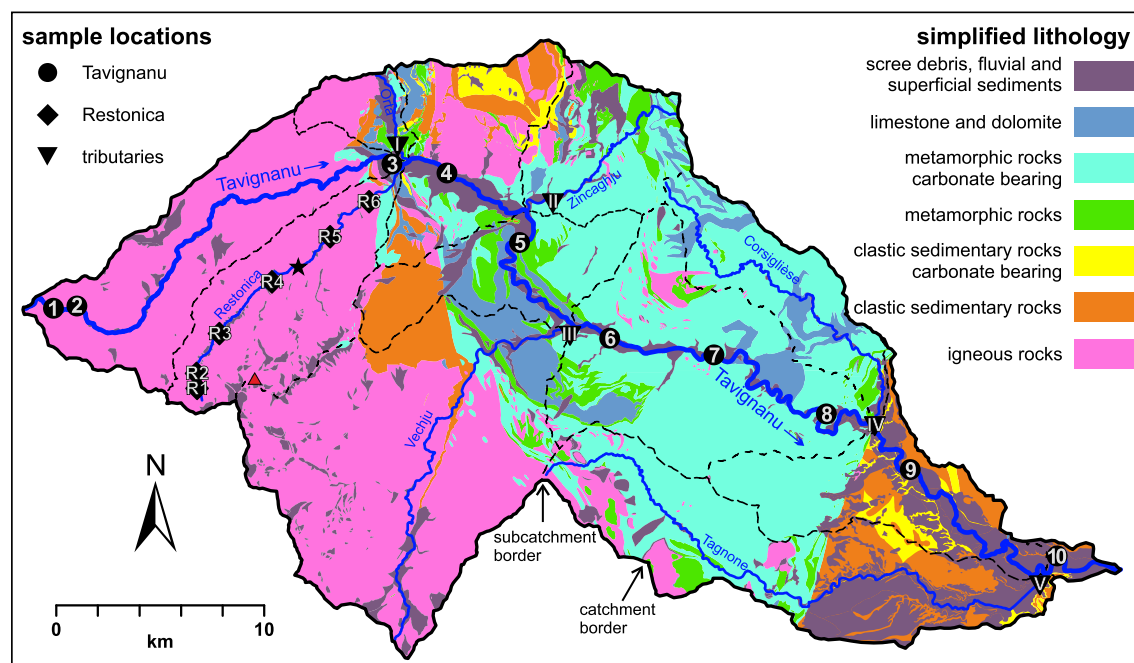 sample locations
Tavignanu
Restonica
tributaries
simplified lithology
scree debris, fluvial and
superficial sediments
limestone and dolomite
metamorphic rocks
carbonate bearing
metamorphic rocks
clastic sedimentary rocks
carbonate bearing
clastic sedimentary rocks
igneous rocks
Orta
I
3
4
Tavignanu →
R6
II
Zincaghju
R5
5
Corsigliese
R4
1
2
Restonica
R3
III
6
7
R2
R1
Tavignanu →
8
Vechju
IV
9
N
subcatchment
border
Tagnone
10
V
catchment
border
0
10
km